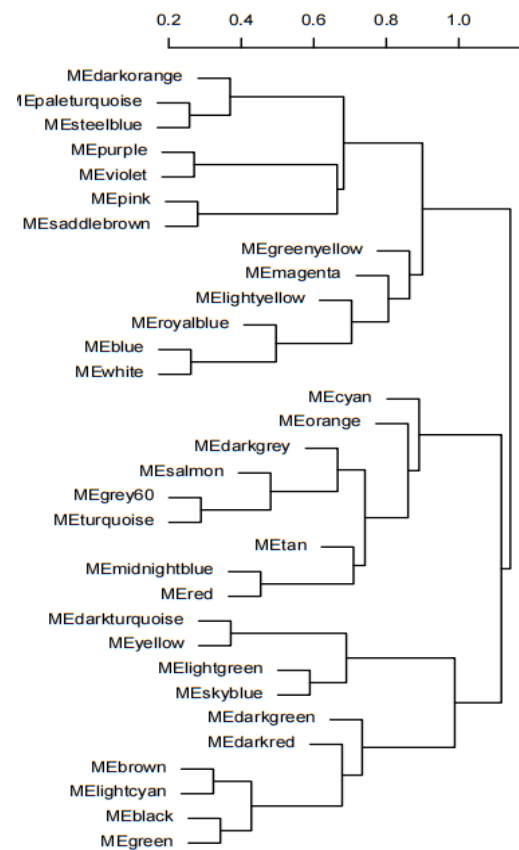 0.2 0.4 0.6 0.8 1.0
MEdarkorange
MEpaleturquoise
MEsteelblue
MEpurple
MEviolet
MEpink
MEsaddlebrown
MEgreenyellow
MEmagenta
MElightyellow
MEroyalblue
MEblue
MEwhite
MEcyan
MEorange
MEdarkgrey
MEsalmon
MEgrey60
MEturquoise
MEtan
MEmidnightblue
MEred
MEdarkturquoise
MEyellow
MElightgreen
MEskyblue
MEdarkgreen
MEdarkred
MEbrown
MElightcyan
MEblack
MEgreen